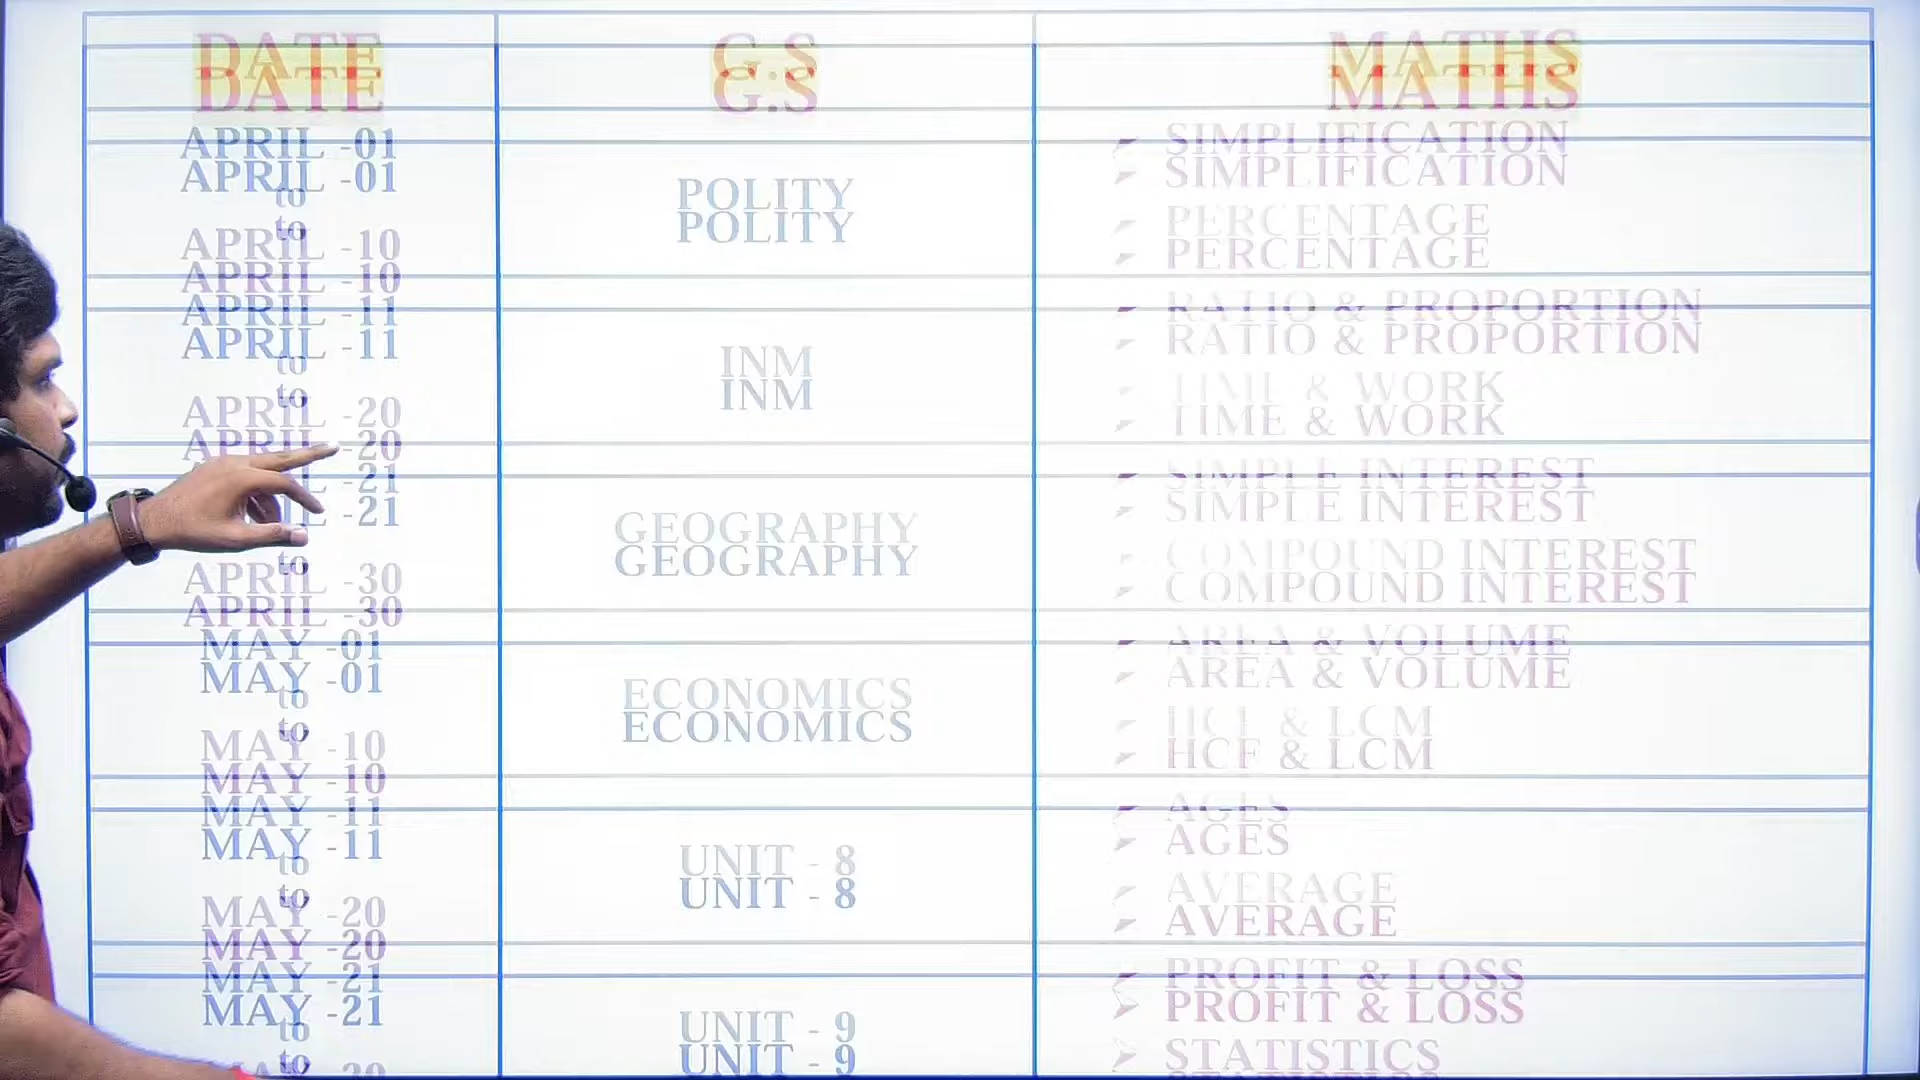 DATE G.S MATHS
APRIL -01
to
APRIL -10
POLITY
SIMPLIFICATION
PERCENTAGE
APRIL -11
to
APRIL -20
INM
RATIO & PROPORTION
TIME & WORK
APRIL -21
to
APRIL -30
GEOGRAPHY
SIMPLE INTEREST
COMPOUND INTEREST
MAY -01
to
MAY -10
ECONOMICS
AREA & VOLUME
HCF & LCM
MAY -11
to
MAY -20
UNIT - 8
AGES
AVERAGE
MAY -21
to
UNIT - 9
PROFIT & LOSS
STATISTICS